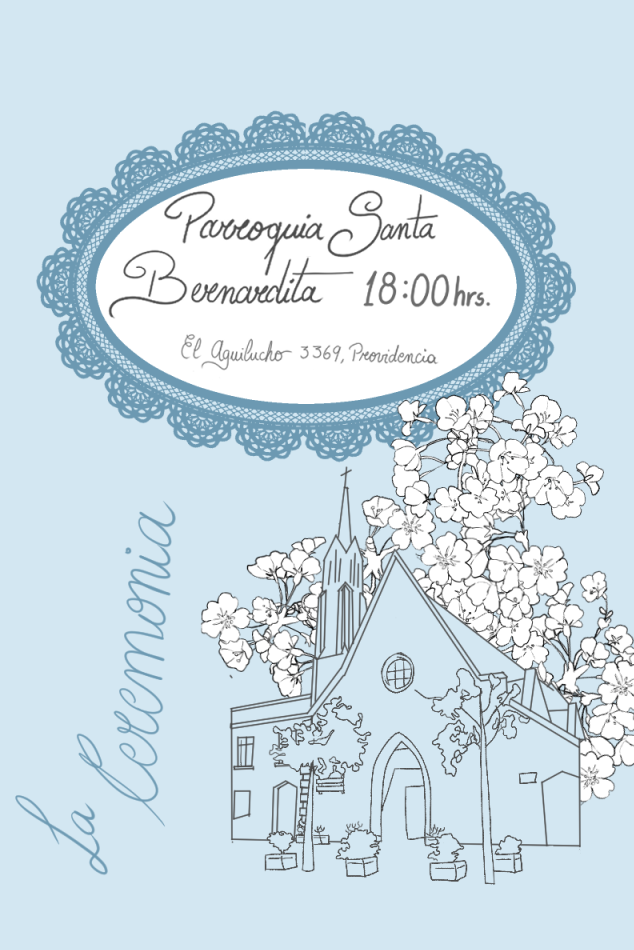 Parroquia Santa
Bernardita 18:00 hrs.
El Aguilucho 3369, Providencia
La Ceremonia